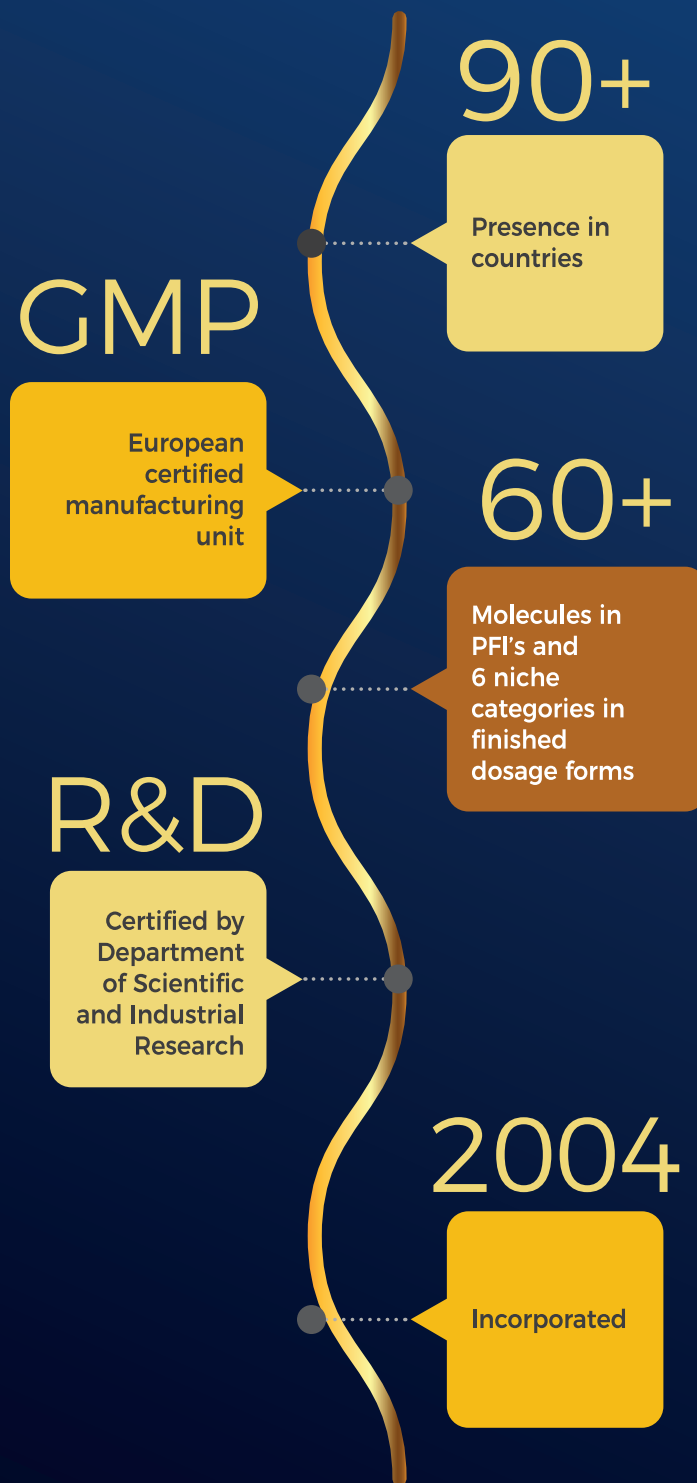 90+
Presence in
countries
GMP
European
certified
manufacturing
unit
60+
Molecules in
PFI's and
6 niche
categories in
finished
dosage forms
R&D
Certified by
Department
of Scientific
and Industrial
Research
2004
Incorporated